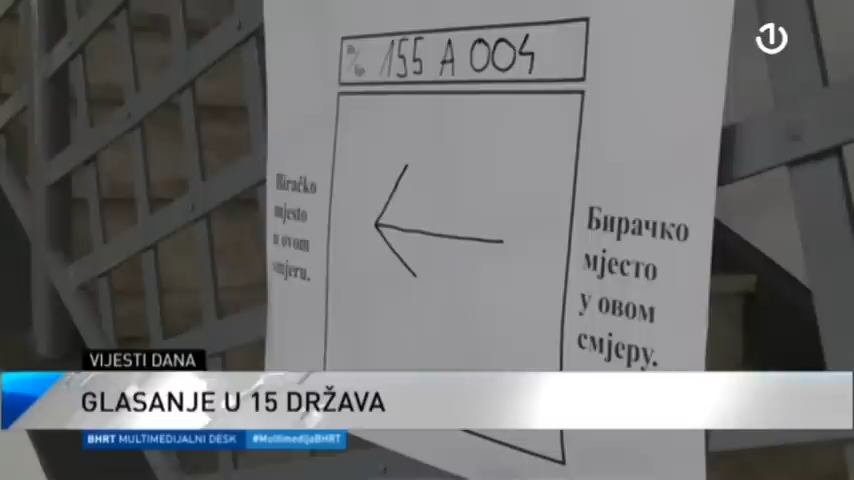 155 A 004
Biračko
mjesto
u ovom
smjeru.
Бирачко
мјесто
у овом
смјеру.
VIJESTI DANA
GLASANJE U 15 DRŽAVA
BHRT MULTIMEDIJALNI DESK #MultimedijaBHRT